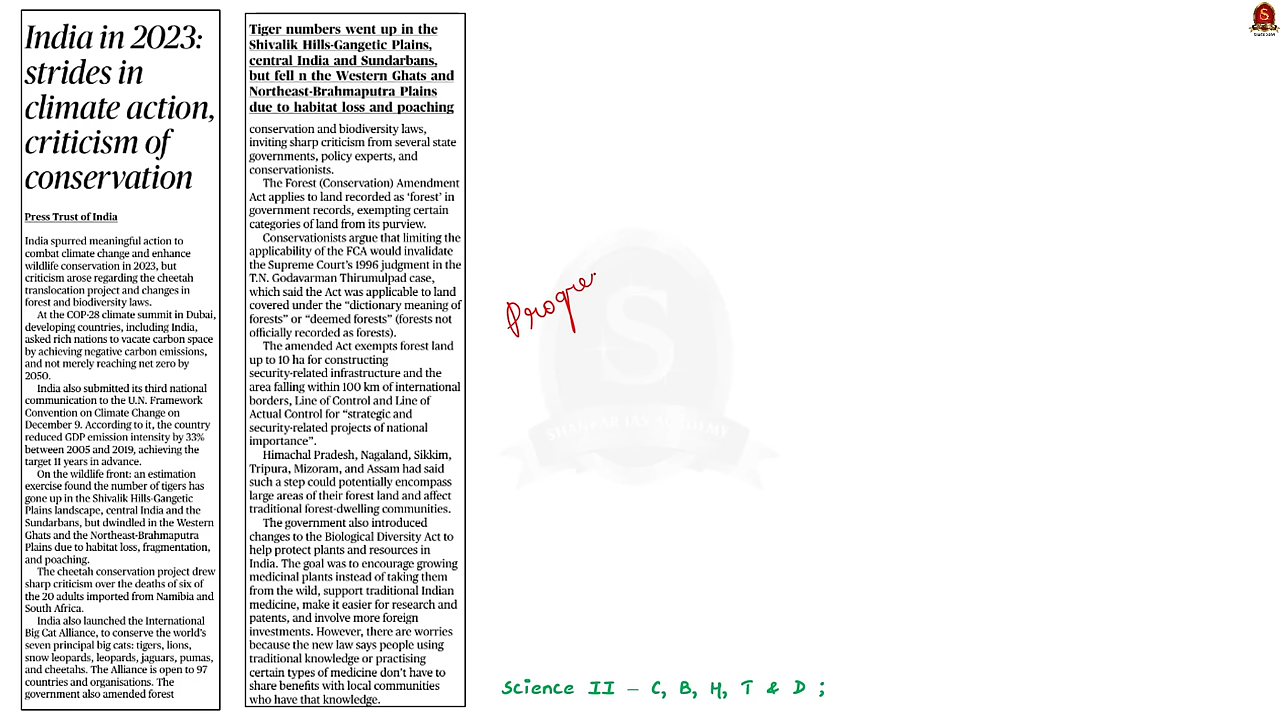 India in 2023:
strides in
climate action,
criticism of
conservation
Press Trust of India
India spurred meaningful action to
combat climate change and enhance
wildlife conservation in 2023, but
criticism arose regarding the cheetah
translocation project and changes in
forest and biodiversity laws.
At the COP-28 climate summit in Dubai,
developing countries, including India,
asked rich nations to vacate carbon space
by achieving negative carbon emissions,
and not merely reaching net zero by
2050.
India also submitted its third national
communication to the U.N. Framework
Convention on Climate Change on
December 9. According to it, the country
reduced GDP emission intensity by 33%
between 2005 and 2019, achieving the
target 11 years in advance.
On the wildlife front: an estimation
exercise found the number of tigers has
gone up in the Shivalik Hills-Gangetic
Plains landscape, central India and the
Sundarbans, but dwindled in the Western
Ghats and the Northeast-Brahmaputra
Plains due to habitat loss, fragmentation,
and poaching.
The cheetah conservation project drew
sharp criticism over the deaths of six of
the 20 adults imported from Namibia and
South Africa.
India also launched the International
Big Cat Alliance, to conserve the world's
seven principal big cats: tigers, lions,
snow leopards, leopards, jaguars, pumas,
and cheetahs. The Alliance is open to 97
countries and organisations. The
government also amended forest
Tiger numbers went up in the
Shivalik Hills-Gangetic Plains,
central India and Sundarbans,
but fell n the Western Ghats and
Northeast-Brahmaputra Plains
due to habitat loss and poaching
conservation and biodiversity laws,
inviting sharp criticism from several state
governments, policy experts, and
conservationists.
The Forest (Conservation) Amendment
Act applies to land recorded as 'forest' in
government records, exempting certain
categories of land from its purview.
Conservationists argue that limiting the
applicability of the FCA would invalidate
the Supreme Court's 1996 judgment in the
T.N. Godavarman Thirumulpad case,
which said the Act was applicable to land
covered under the "dictionary meaning of
forests" or "deemed forests" (forests not
officially recorded as forests).
The amended Act exempts forest land
up to 10 ha for constructing
security-related infrastructure and the
area falling within 100 km of international
borders, Line of Control and Line of
Actual Control for "strategic and
security-related projects of national
importance".
Himachal Pradesh, Nagaland, Sikkim,
Tripura, Mizoram, and Assam had said
such a step could potentially encompass
large areas of their forest land and affect
traditional forest-dwelling communities.
The government also introduced
changes to the Biological Diversity Act to
help protect plants and resources in
India. The goal was to encourage growing
medicinal plants instead of taking them
from the wild, support traditional Indian
medicine, make it easier for research and
patents, and involve more foreign
investments. However, there are worries
because the new law says people using
traditional knowledge or practising
certain types of medicine don't have to
share benefits with local communities
who have that knowledge.
Progre
S
SHANKAR IAS ACADEMY
Science II – C, B, H, T & D ;